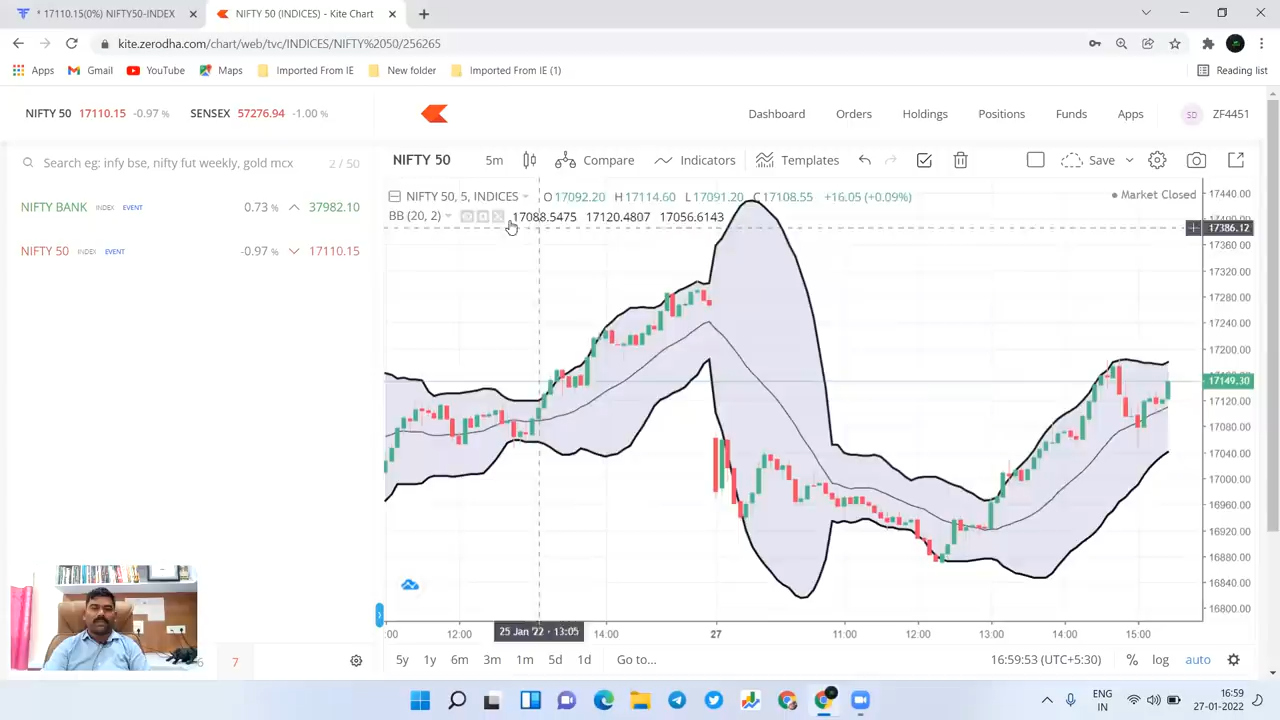 * 17110.15(0%) NIFTY50-INDEX
NIFTY 50 (INDICES) - Kite Chart
kite.zerodha.com/chart/web/tvc/INDICES/NIFTY%2050/256265
Apps Gmail YouTube Maps Imported From IE New folder Imported From IE (1) Reading list
NIFTY 50 17110.15 -0.97 % SENSEX 57276.94 -1.00 %
Dashboard Orders Holdings Positions Funds Apps SD ZF4451
Search eg: infy bse, nifty fut weekly, gold mcx 2 / 50
NIFTY 50 5m Compare Indicators Templates Save
NIFTY BANK INDEX EVENT 0.73 % 37982.10
NIFTY 50 INDEX EVENT -0.97 % 17110.15
NIFTY 50, 5, INDICES O 17092.20 H 17114.60 L 17091.20 C 17108.55 +16.05 (+0.09%)
Market Closed
BB (20, 2) 17088.5475 17120.4807 17056.6143
17440.00
17386.12
17360.00
17320.00
17280.00
17240.00
17200.00
17149.30
17120.00
17080.00
17040.00
17000.00
16960.00
16920.00
16880.00
16840.00
16800.00
:00 12:00 25 Jan '22 · 13:05 14:00 27 11:00 12:00 13:00 14:00 15:00
6 7
5y 1y 6m 3m 1m 5d 1d Go to... 16:59:53 (UTC+5:30) % log auto
ENG
IN
16:59
27-01-2022